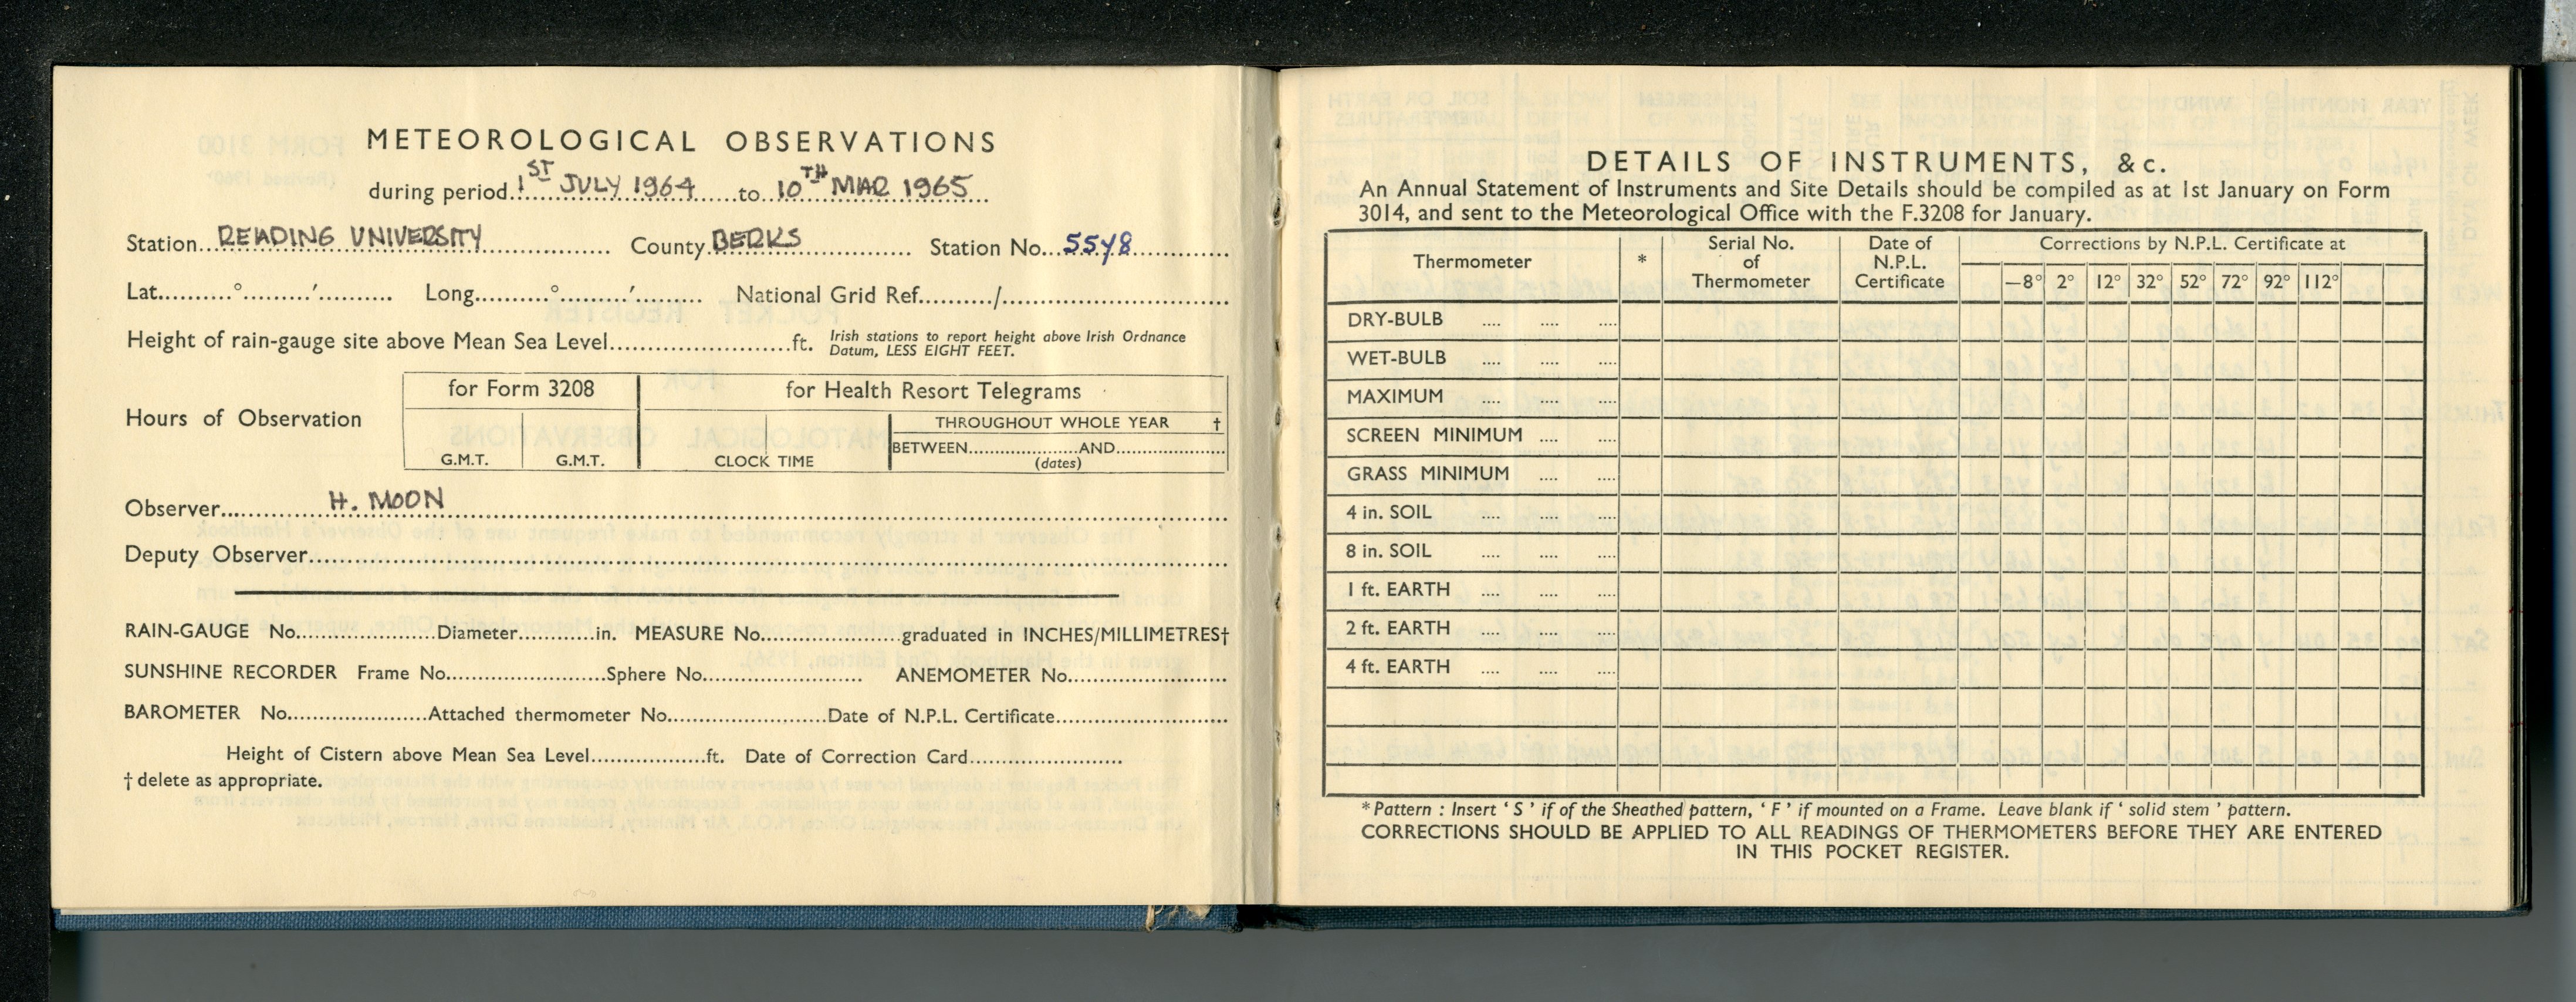 METEOROLOGICAL OBSERVATIONS
during period 1ST JULY 1964 to 10TH MAR 1965
Station READING UNIVERSITY County BERKS Station No. 5548
Lat..........°.........′.......... Long..........°.........′......... National Grid Ref........../..............................
Height of rain-gauge site above Mean Sea Level........................ft. Irish stations to report height above Irish Ordnance
Datum, LESS EIGHT FEET.
Hours of Observation
for Form 3208 for Health Resort Telegrams
THROUGHOUT WHOLE YEAR †
BETWEEN....................AND....................
G.M.T. G.M.T. CLOCK TIME (dates)
Observer H. MOON
Deputy Observer
RAIN-GAUGE No....................Diameter...........in. MEASURE No....................graduated in INCHES/MILLIMETRES†
SUNSHINE RECORDER Frame No.......................Sphere No...................... ANEMOMETER No......................
BAROMETER No....................Attached thermometer No......................Date of N.P.L. Certificate......................
Height of Cistern above Mean Sea Level................ft. Date of Correction Card......................
† delete as appropriate.
DETAILS OF INSTRUMENTS, &c.
An Annual Statement of Instruments and Site Details should be compiled as at 1st January on Form
3014, and sent to the Meteorological Office with the F.3208 for January.
Thermometer * Serial No. of Thermometer Date of N.P.L. Certificate Corrections by N.P.L. Certificate at
—8° 2° 12° 32° 52° 72° 92° 112°
DRY-BULB .... .... ....
WET-BULB .... .... ....
MAXIMUM .... .... ....
SCREEN MINIMUM .... ....
GRASS MINIMUM .... ....
4 in. SOIL .... .... ....
8 in. SOIL .... .... ....
1 ft. EARTH .... .... ....
2 ft. EARTH .... .... ....
4 ft. EARTH .... .... ....
* Pattern : Insert ‘ S ’ if of the Sheathed pattern, ‘ F ’ if mounted on a Frame. Leave blank if ‘ solid stem ’ pattern.
CORRECTIONS SHOULD BE APPLIED TO ALL READINGS OF THERMOMETERS BEFORE THEY ARE ENTERED
IN THIS POCKET REGISTER.